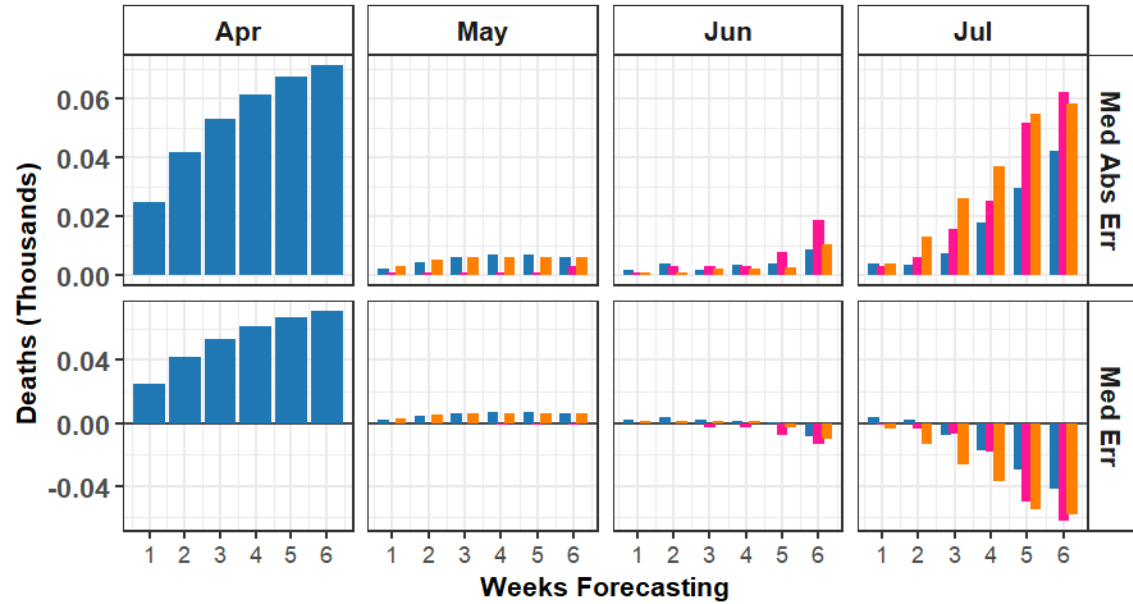 Apr May Jun Jul
0.06
0.04
0.02
0.00
Med Abs Err
Deaths (Thousands)
0.04
0.00
-0.04
Med Err
1 2 3 4 5 6 1 2 3 4 5 6 1 2 3 4 5 6 1 2 3 4 5 6
Weeks Forecasting